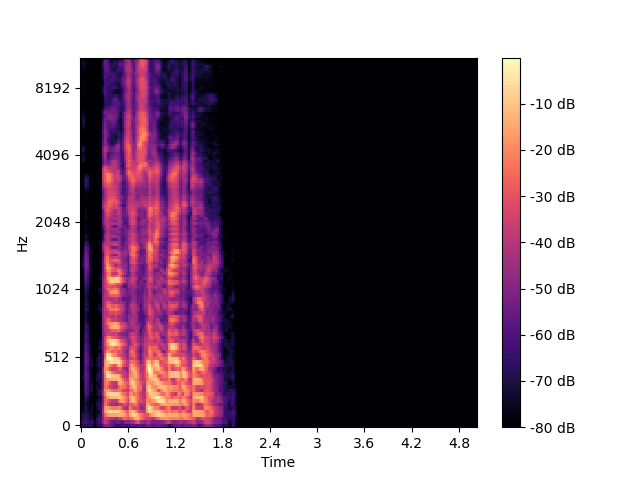 8192
4096
2048
1024
512
0
Hz
0 0.6 1.2 1.8 2.4 3 3.6 4.2 4.8
Time
-10 dB
-20 dB
-30 dB
-40 dB
-50 dB
-60 dB
-70 dB
-80 dB